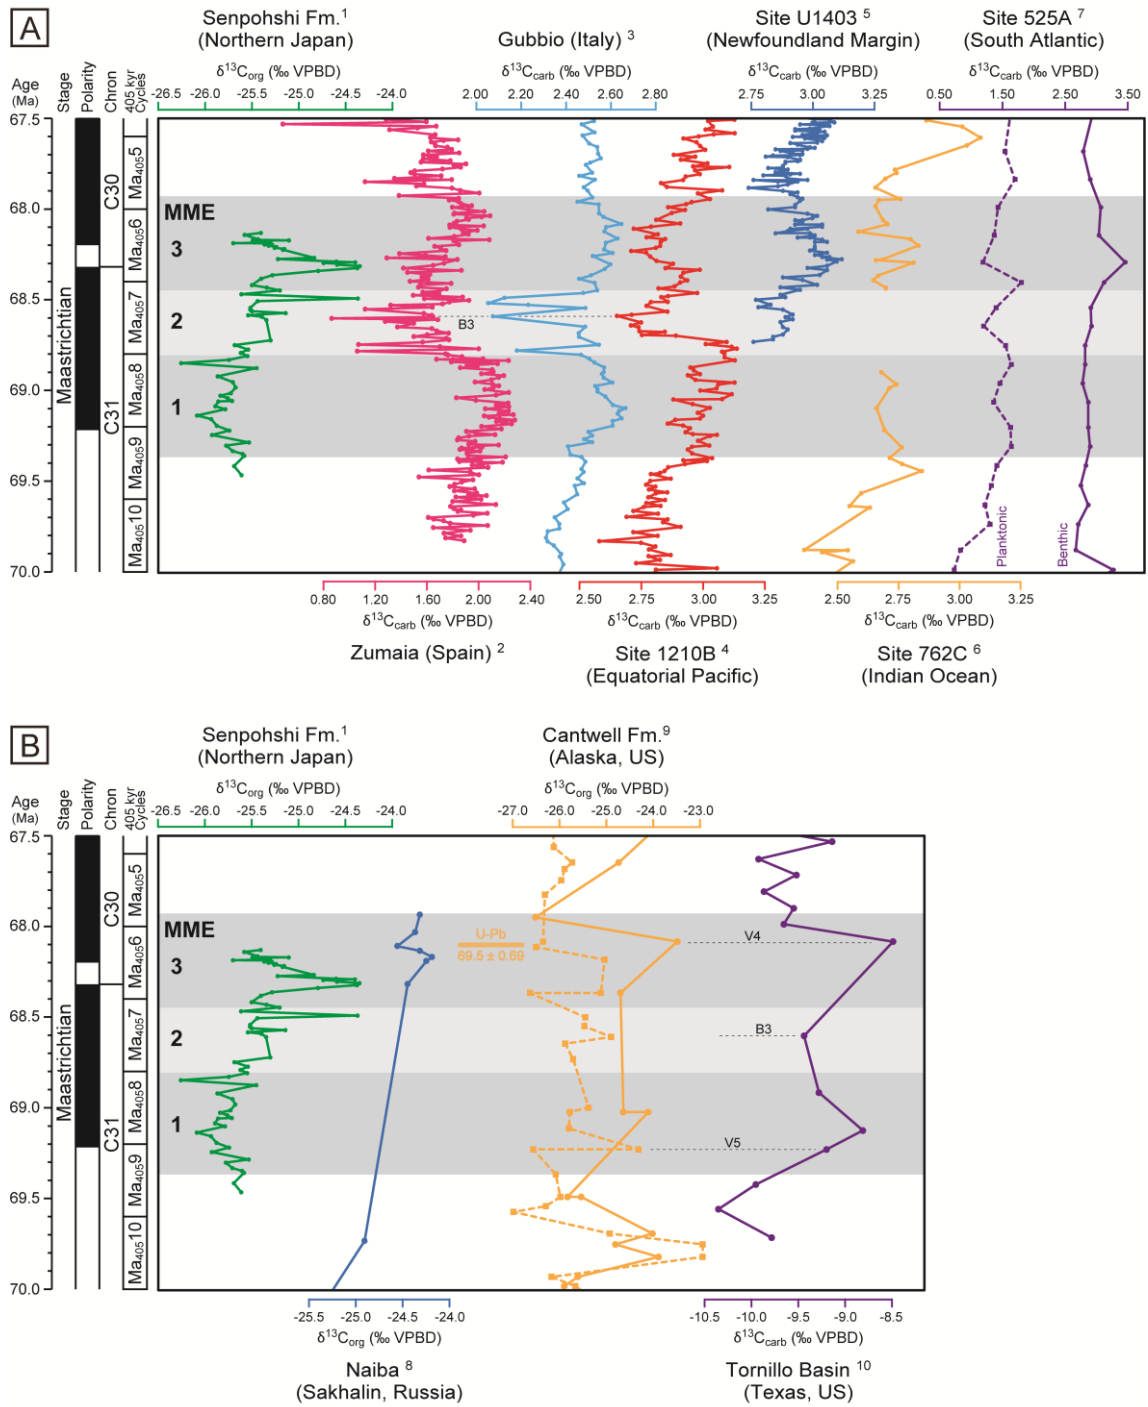 A
Senpohshi Fm.1
(Northern Japan)
Gubbio (Italy) 3
Site U1403 5
(Newfoundland Margin)
Site 525A 7
(South Atlantic)
δ13Corg (‰ VPBD)
δ13Ccarb (‰ VPBD)
δ13Ccarb (‰ VPBD)
δ13Ccarb (‰ VPBD)
Age
(Ma)
Stage
Polarity
Chron
405 kyr
Cycles
-26.5 -26.0 -25.5 -24.5 -24.0
2.00 2.20 2.40 2.60 2.80
2.75 3.00 3.25
0.50 1.50 2.50 3.50
67.5
68.0
68.5
69.0
69.5
70.0
Maastrichtian
C30
C31
Ma4055
Ma4056
Ma4057
Ma4058
Ma4059
Ma40510
MME
3
2
1
B3
Planktonic
Benthic
0.80 1.20 1.60 2.00 2.40
2.50 2.75 3.00 3.25
2.50 2.75 3.00 3.25
δ13Ccarb (‰ VPBD)
δ13Ccarb (‰ VPBD)
δ13Ccarb (‰ VPBD)
Zumaia (Spain) 2
Site 1210B 4
(Equatorial Pacific)
Site 762C 6
(Indian Ocean)
B
Senpohshi Fm.1
(Northern Japan)
Cantwell Fm.9
(Alaska, US)
δ13Corg (‰ VPBD)
δ13Corg (‰ VPBD)
Age
(Ma)
Stage
Polarity
Chron
405 kyr
Cycles
-26.5 -26.0 -25.5 -24.5 -24.0
-27.0 -26.0 -25.0 -24.0 -23.0
67.5
68.0
68.5
69.0
69.5
70.0
Maastrichtian
C30
C31
Ma4055
Ma4056
Ma4057
Ma4058
Ma4059
Ma40510
MME
3
2
1
U-Pb
69.5 ± 0.69
V4
B3
V5
-25.5 -25.0 -24.5 -24.0
-10.5 -10.0 -9.5 -9.0 -8.5
δ13Corg (‰ VPBD)
δ13Ccarb (‰ VPBD)
Naiba 8
(Sakhalin, Russia)
Tornillo Basin 10
(Texas, US)